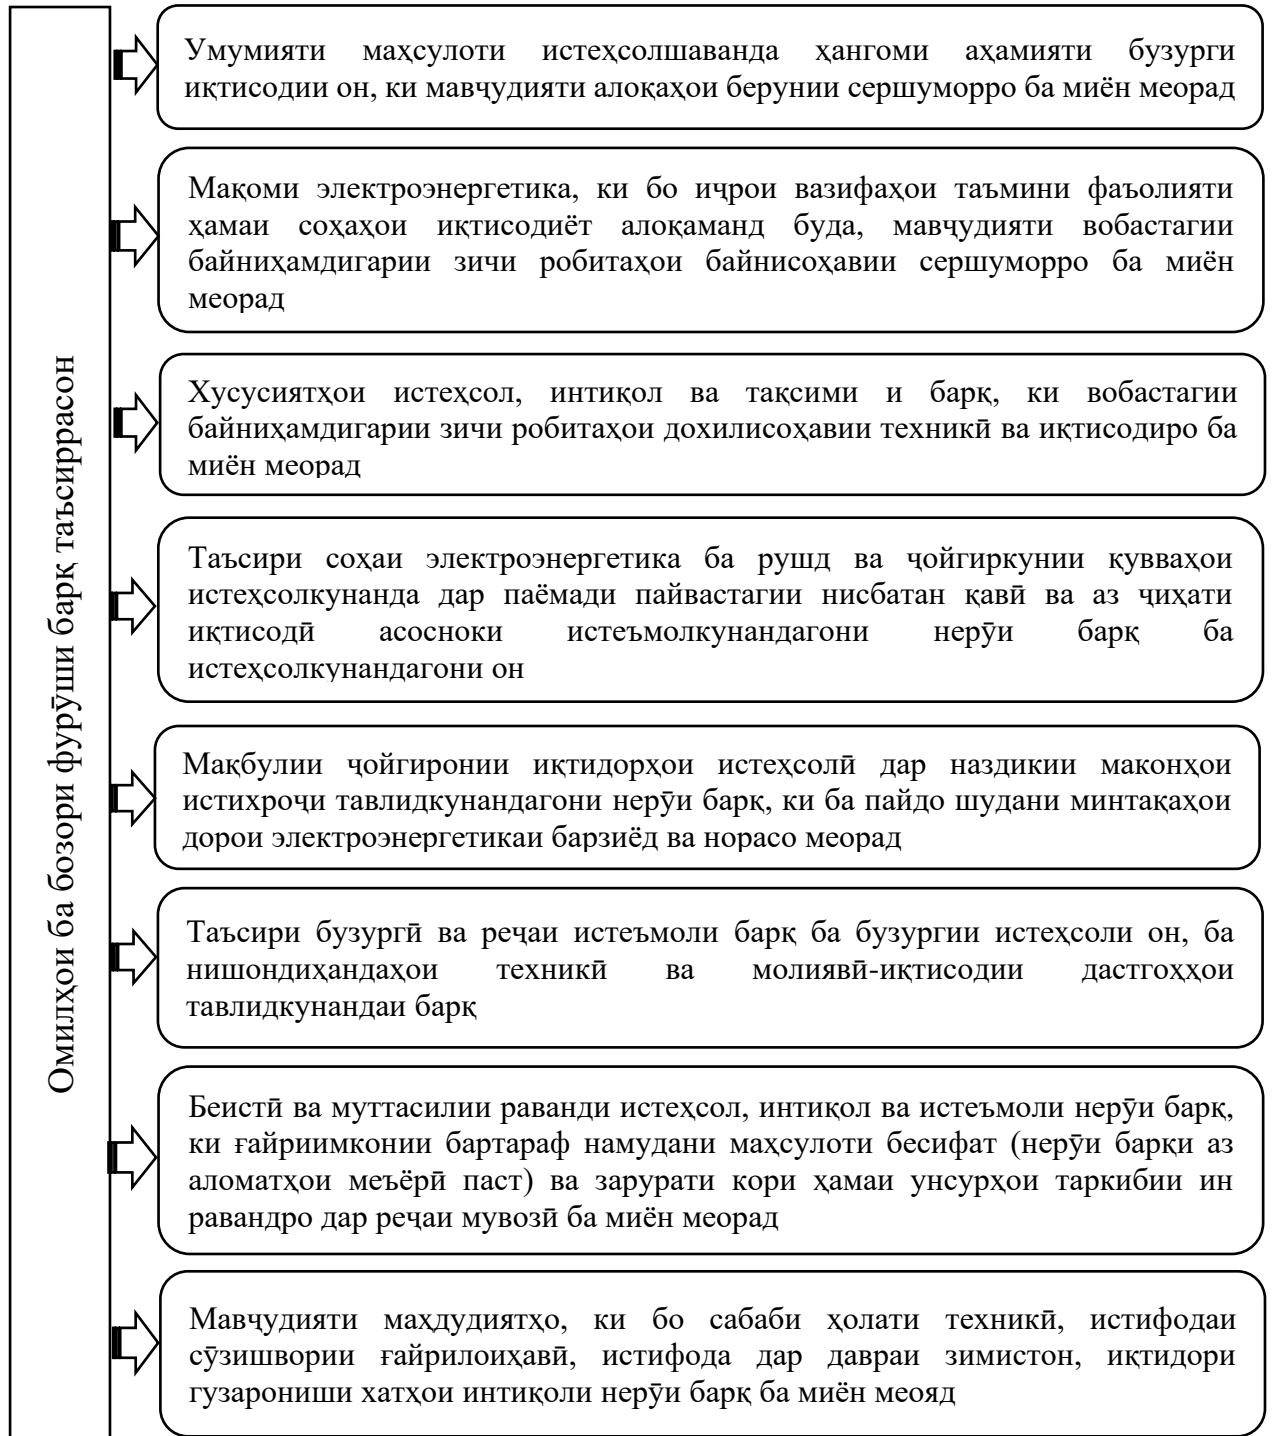 Омилҳои ба бозори фурӯши барқ таъсиррасон
Умумияти маҳсулоти истеҳсолшаванда ҳангоми аҳамияти бузурги
иқтисодии он, ки мавҷудияти алоқаҳои берунии сершуморро ба миён меорад
Мақоми электроэнергетика, ки бо иҷрои вазифаҳои таъмини фаъолияти
ҳамаи соҳаҳои иқтисодиёт алоқаманд буда, мавҷудияти вобастагии
байниҳамдигарии зичи робитаҳои байнисоҳавии сершуморро ба миён
меорад
Хусусиятҳои истеҳсол, интиқол ва тақсими и барқ, ки вобастагии
байниҳамдигарии зичи робитаҳои дохилисоҳавии техникӣ ва иқтисодиро ба
миён меорад
Таъсири соҳаи электроэнергетика ба рушд ва ҷойгиркунии қувваҳои
истеҳсолкунанда дар паёмади пайвастагии нисбатан қавӣ ва аз ҷиҳати
иқтисодӣ асосноки истеъмолкунандагони нерӯи барқ ба
истеҳсолкунандагони он
Мақбулии ҷойгиронии иқтидорҳои истеҳсолӣ дар наздикии маконҳои
истихроҷи тавлидкунандагони нерӯи барқ, ки ба пайдо шудани минтақаҳои
дорои электроэнергетикаи барзиёд ва норасо меорад
Таъсири бузургӣ ва реҷаи истеъмоли барқ ба бузургии истеҳсоли он, ба
нишондиҳандаҳои техникӣ ва молиявӣ-иқтисодии дастгоҳҳои
тавлидкунандаи барқ
Беистӣ ва муттасилии раванди истеҳсол, интиқол ва истеъмоли нерӯи барқ,
ки ғайриимконии бартараф намудани маҳсулоти бесифат (нерӯи барқи аз
аломатҳои меъёрӣ паст) ва зарурати кори ҳамаи унсурҳои таркибии ин
равандро дар реҷаи мувозӣ ба миён меорад
Мавҷудияти маҳдудиятҳо, ки бо сабаби ҳолати техникӣ, истифодаи
сӯзишвории ғайрилоиҳавӣ, истифода дар давраи зимистон, иқтидори
гузарониши хатҳои интиқоли нерӯи барқ ба миён меояд